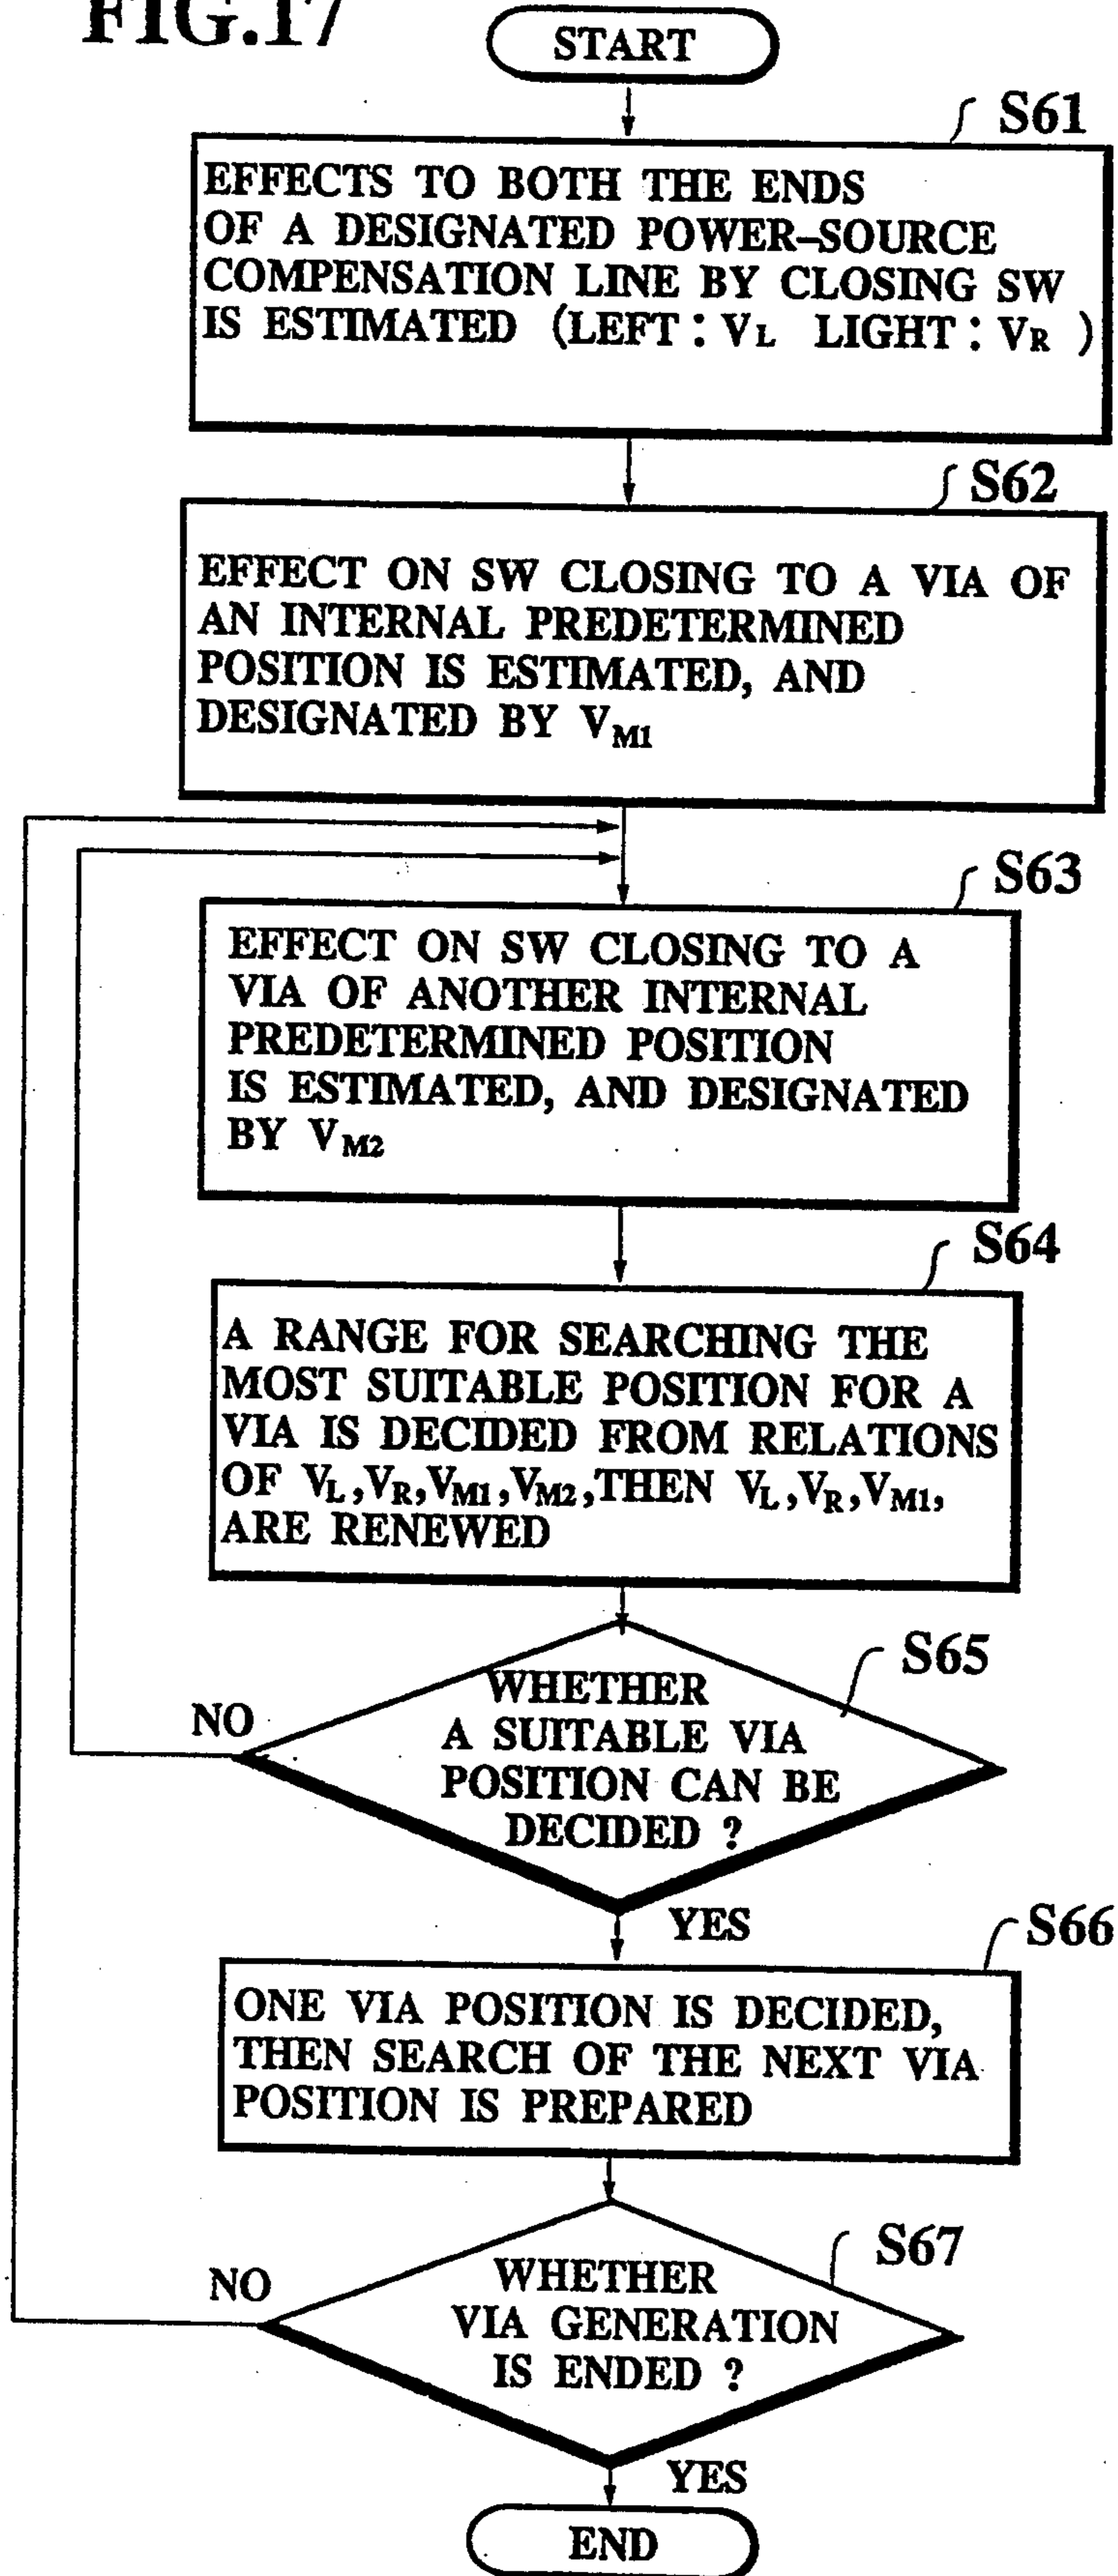 FIG.17
START
S61
EFFECTS TO BOTH THE ENDS
OF A DESIGNATED POWER-SOURCE
COMPENSATION LINE BY CLOSING SW
IS ESTIMATED (LEFT : VL LIGHT : VR )
S62
EFFECT ON SW CLOSING TO A VIA OF
AN INTERNAL PREDETERMINED
POSITION IS ESTIMATED, AND
DESIGNATED BY VM1
S63
EFFECT ON SW CLOSING TO A
VIA OF ANOTHER INTERNAL
PREDETERMINED POSITION
IS ESTIMATED, AND DESIGNATED
BY VM2
S64
A RANGE FOR SEARCHING THE
MOST SUITABLE POSITION FOR A
VIA IS DECIDED FROM RELATIONS
OF VL,VR,VM1,VM2,THEN VL,VR,VM1,
ARE RENEWED
S65
WHETHER
A SUITABLE VIA
POSITION CAN BE
DECIDED ?
NO
YES
S66
ONE VIA POSITION IS DECIDED,
THEN SEARCH OF THE NEXT VIA
POSITION IS PREPARED
S67
WHETHER
VIA GENERATION
IS ENDED ?
NO
YES
END